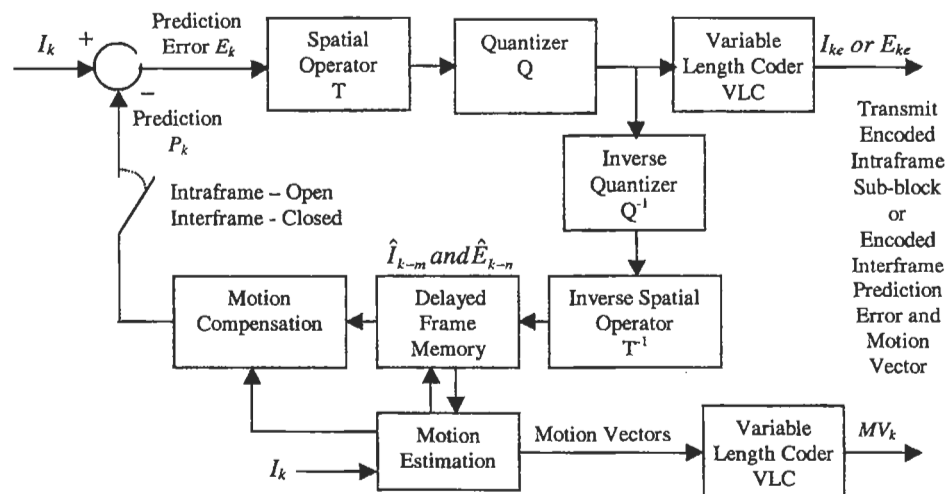 I_k
+
−
Prediction
Error E_k
Spatial
Operator
T
Quantizer
Q
Variable
Length Coder
VLC
I_ke or E_ke
Prediction
P_k
Intraframe – Open
Interframe - Closed
Inverse
Quantizer
Q^-1
Transmit
Encoded
Intraframe
Sub-block
or
Encoded
Interframe
Prediction
Error and
Motion
Vector
Î_k−m and Ê_k−n
Motion
Compensation
Delayed
Frame
Memory
Inverse Spatial
Operator
T^-1
I_k
Motion
Estimation
Motion Vectors
Variable
Length Coder
VLC
MV_k